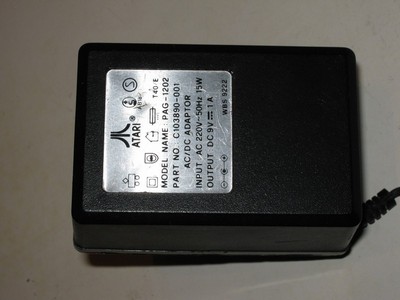 ATARI®
T40/E
MODEL NAME: PAG-1202
PART NO.: C103890-001
AC/DC ADAPTOR
INPUT: AC 220V~50Hz 15W
OUTPUT: DC 9V⎓1A
WBS 9222